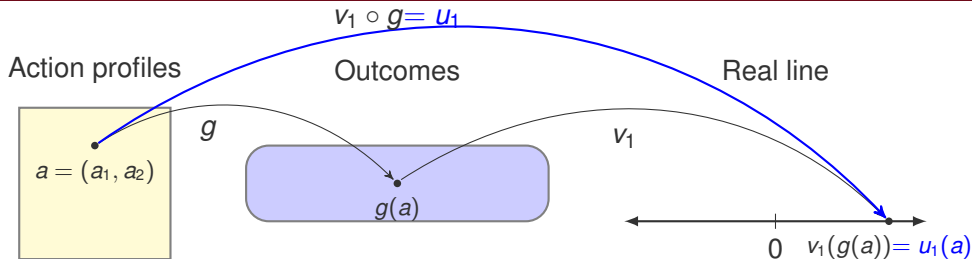 v₁ ∘ g = u₁
Action profiles Outcomes Real line
g v₁
a = (a₁, a₂)
g(a)
0 v₁(g(a)) = u₁(a)